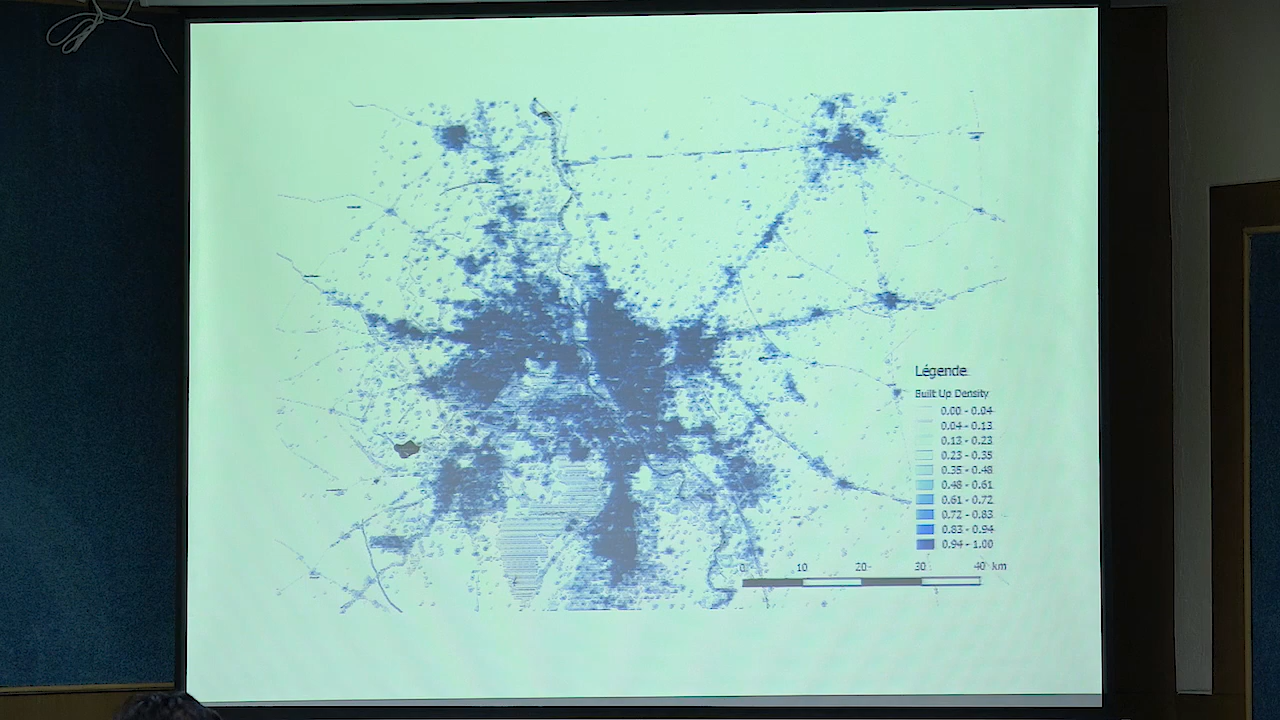 Légende
Built Up Density
0.00 - 0.04
0.04 - 0.13
0.13 - 0.23
0.23 - 0.35
0.35 - 0.48
0.48 - 0.61
0.61 - 0.72
0.72 - 0.83
0.83 - 0.94
0.94 - 1.00
0 10 20 30 40 km